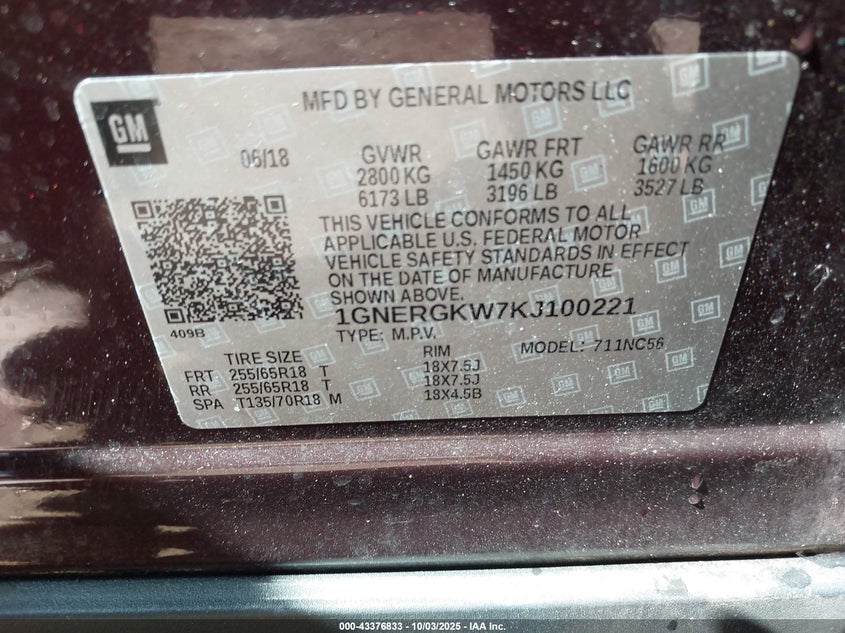 GM
MFD BY GENERAL MOTORS LLC
06/18 GVWR GAWR FRT GAWR RR
2800 KG 1450 KG 1600 KG
6173 LB 3196 LB 3527 LB
THIS VEHICLE CONFORMS TO ALL
APPLICABLE U.S. FEDERAL MOTOR
VEHICLE SAFETY STANDARDS IN EFFECT
ON THE DATE OF MANUFACTURE
SHOWN ABOVE.
1GNERGKW7KJ100221
409B
TYPE: M.P.V. MODEL: 711NC56
TIRE SIZE RIM
FRT 255/65R18 T 18X7.5J
RR 255/65R18 T 18X7.5J
SPA T135/70R18 M 18X4.5B
000-43376833 - 10/03/2025 - IAA Inc.